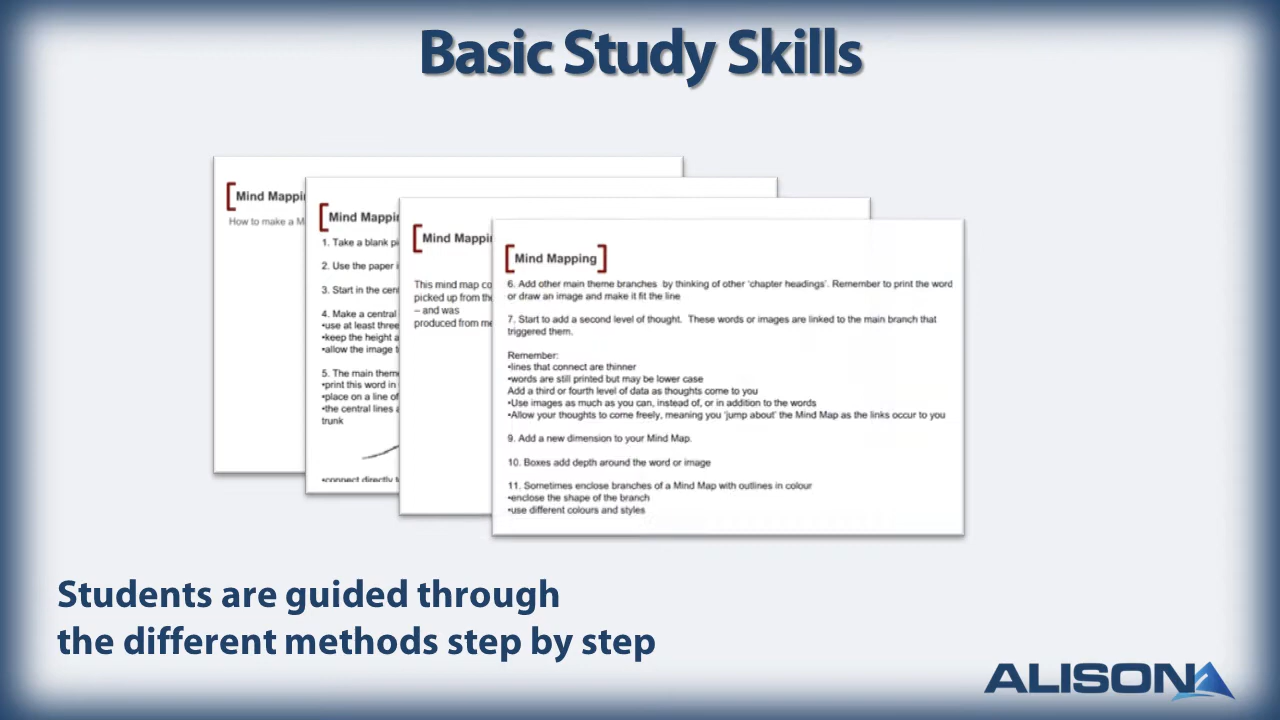 Basic Study Skills
Mind Mappi
How to make a M
Mind Mappi
1. Take a blank pi
2. Use the paper
3. Start in the cen
4. Make a central
•use at least three
•keep the height a
•allow the image t
5. The main them
•print this word in
•place on a line of
•the central lines a
trunk
•connect directly t
Mind Mappi
This mind map co
picked up from the
– and was
produced from me
Mind Mapping
6. Add other main theme branches by thinking of other 'chapter headings'. Remember to print the word
or draw an image and make it fit the line
7. Start to add a second level of thought. These words or images are linked to the main branch that
triggered them.
Remember:
•lines that connect are thinner
•words are still printed but may be lower case
Add a third or fourth level of data as thoughts come to you
•Use images as much as you can, instead of, or in addition to the words
•Allow your thoughts to come freely, meaning you 'jump about' the Mind Map as the links occur to you
9. Add a new dimension to your Mind Map.
10. Boxes add depth around the word or image
11. Sometimes enclose branches of a Mind Map with outlines in colour
•enclose the shape of the branch
•use different colours and styles
Students are guided through
the different methods step by step
ALISON